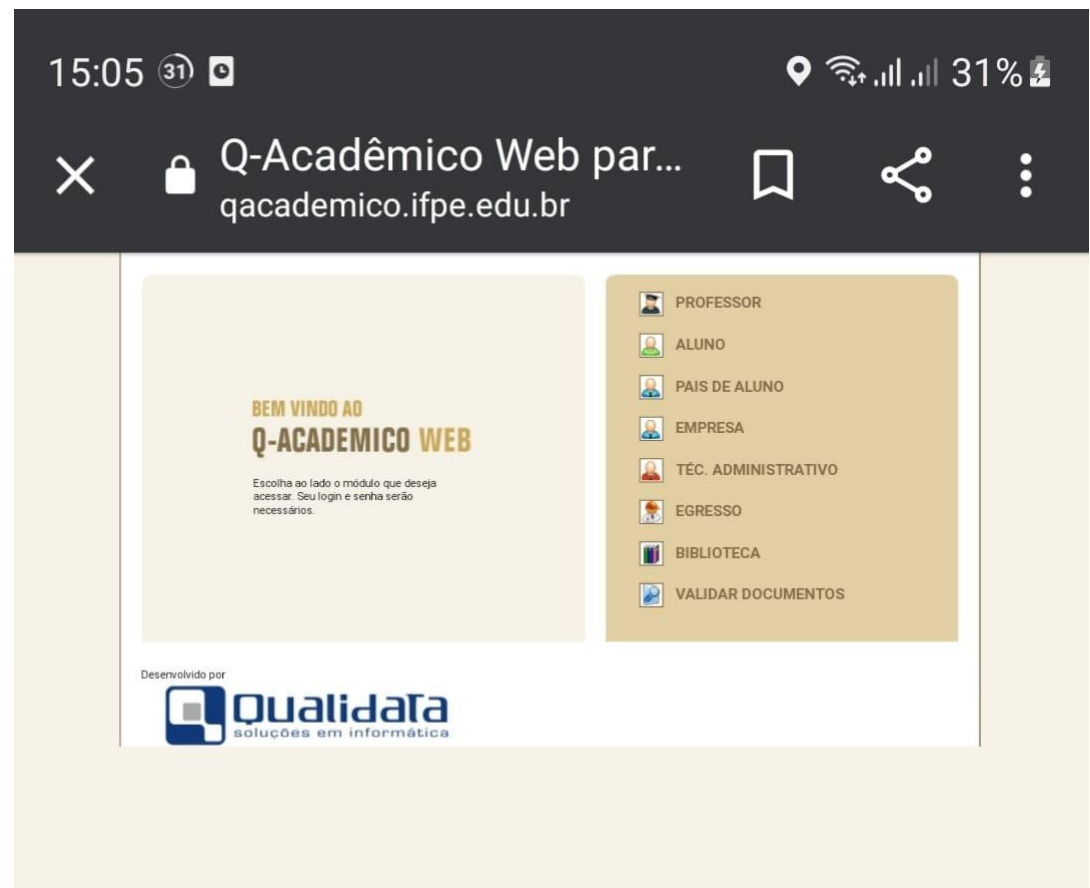 15:05 31 31%
Q-Acadêmico Web par...
qacademico.ifpe.edu.br
BEM VINDO AO
Q-ACADEMICO WEB
Escolha ao lado o módulo que deseja
acessar. Seu login e senha serão
necessários.
PROFESSOR
ALUNO
PAIS DE ALUNO
EMPRESA
TÉC. ADMINISTRATIVO
EGRESSO
BIBLIOTECA
VALIDAR DOCUMENTOS
Desenvolvido por
Qualidata
soluções em informática